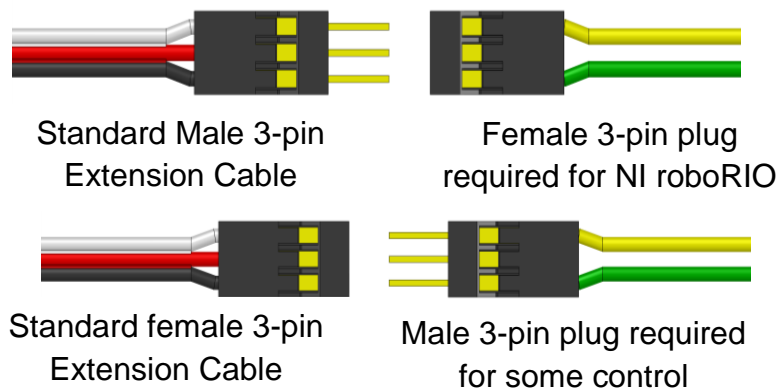 Standard Male 3-pin
Extension Cable
Female 3-pin plug
required for NI roboRIO
Standard female 3-pin
Extension Cable
Male 3-pin plug required
for some control